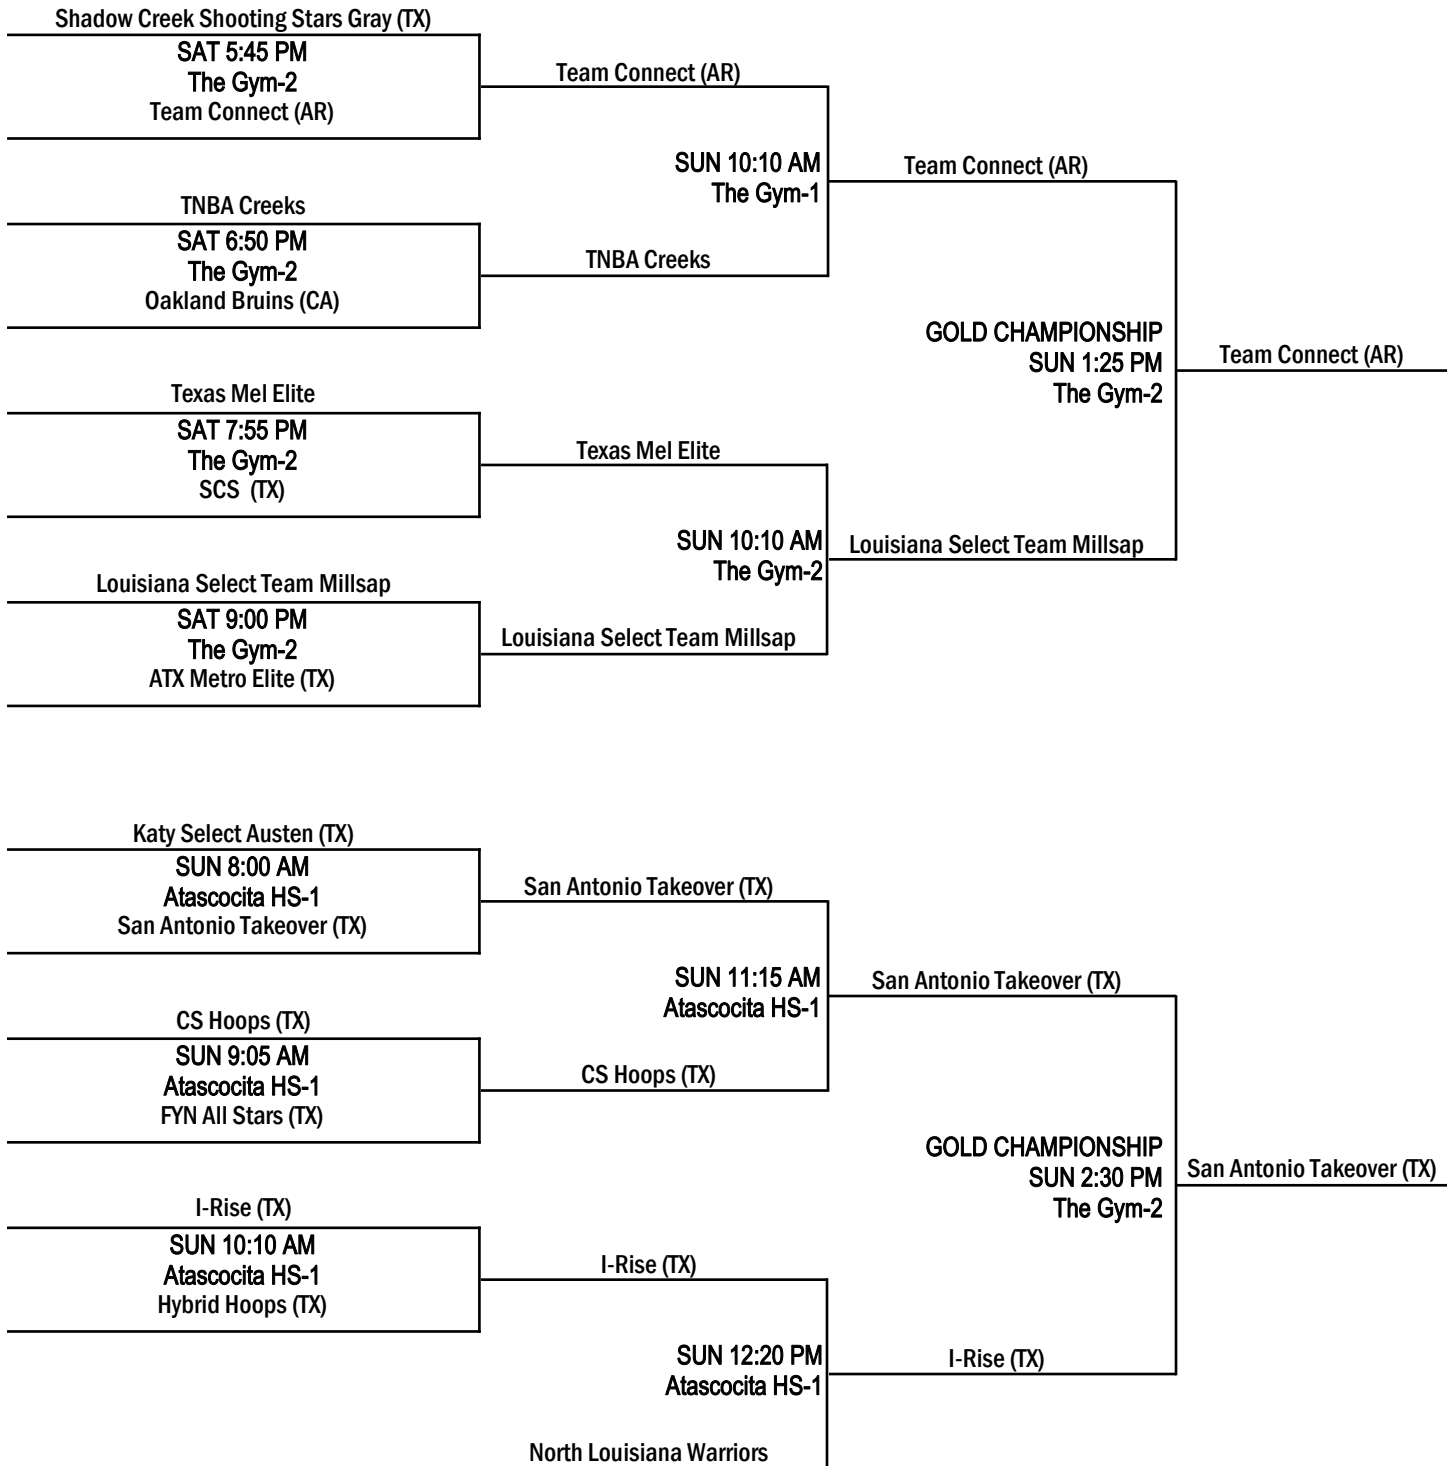 Shadow Creek Shooting Stars Gray (TX)
SAT 5:45 PM
The Gym-2
Team Connect (AR)
Team Connect (AR)
SUN 10:10 AM
The Gym-1
Team Connect (AR)
TNBA Creeks
SAT 6:50 PM
The Gym-2
Oakland Bruins (CA)
TNBA Creeks
GOLD CHAMPIONSHIP
SUN 1:25 PM
The Gym-2
Team Connect (AR)
Texas Mel Elite
SAT 7:55 PM
The Gym-2
SCS  (TX)
Texas Mel Elite
SUN 10:10 AM
The Gym-2
Louisiana Select Team Millsap
Louisiana Select Team Millsap
SAT 9:00 PM
The Gym-2
ATX Metro Elite (TX)
Louisiana Select Team Millsap
Katy Select Austen (TX)
SUN 8:00 AM
Atascocita HS-1
San Antonio Takeover (TX)
San Antonio Takeover (TX)
SUN 11:15 AM
Atascocita HS-1
San Antonio Takeover (TX)
CS Hoops (TX)
SUN 9:05 AM
Atascocita HS-1
FYN All Stars (TX)
CS Hoops (TX)
GOLD CHAMPIONSHIP
SUN 2:30 PM
The Gym-2
San Antonio Takeover (TX)
I-Rise (TX)
SUN 10:10 AM
Atascocita HS-1
Hybrid Hoops (TX)
I-Rise (TX)
SUN 12:20 PM
Atascocita HS-1
I-Rise (TX)
North Louisiana Warriors